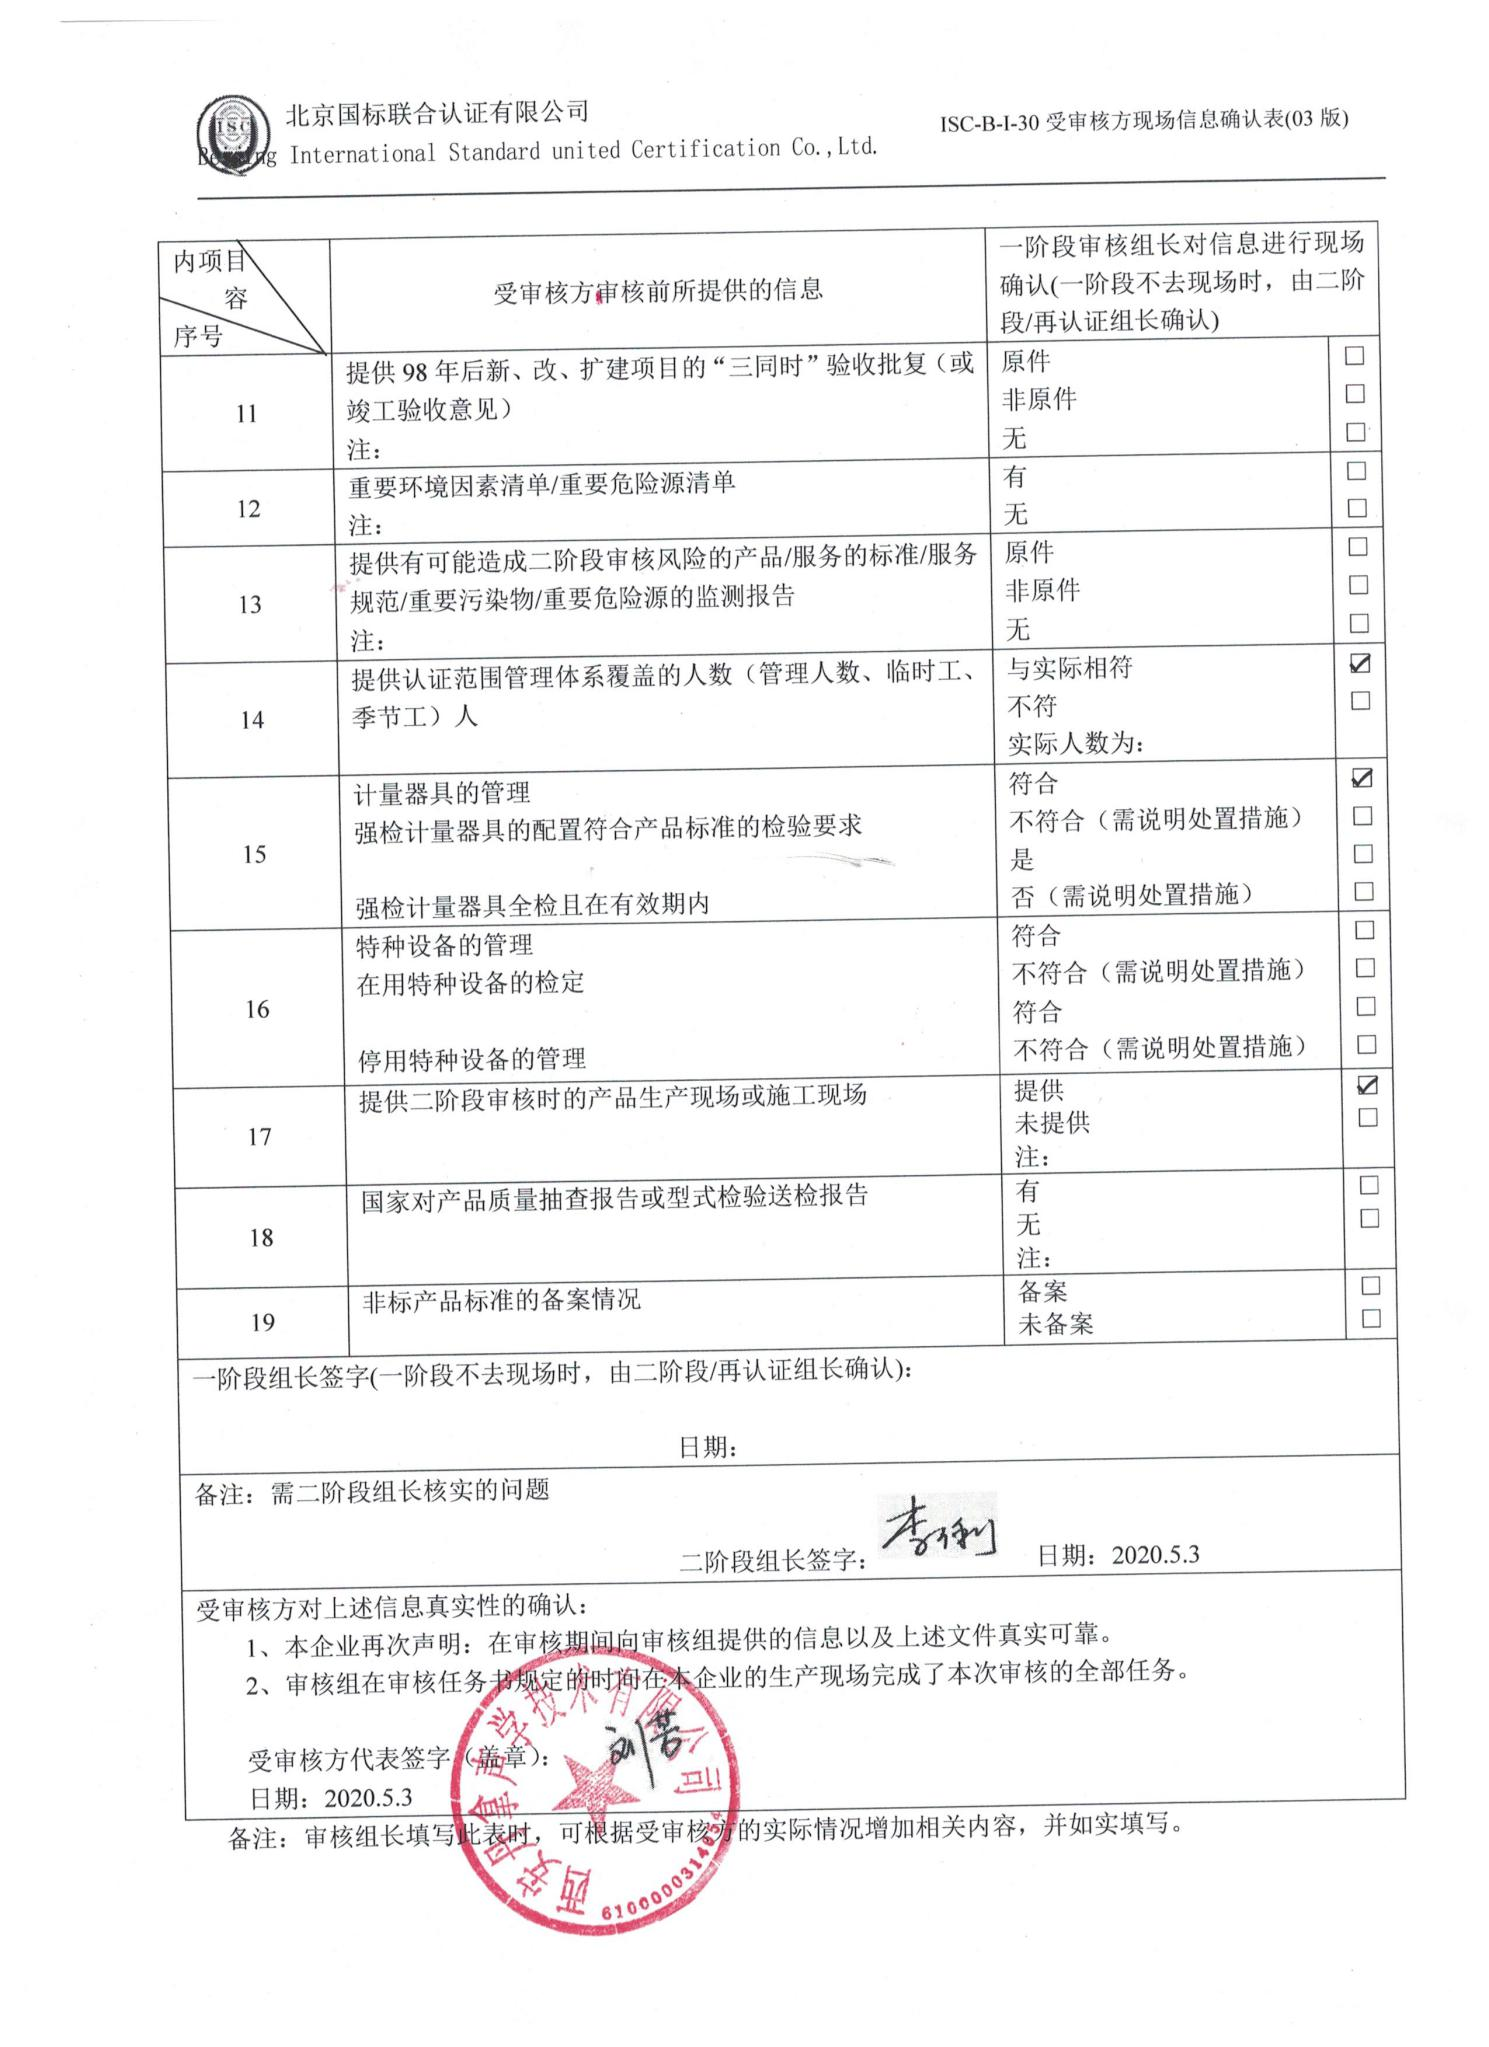 北京国标联合认证有限公司
ISC-B-I-30 受审核方现场信息确认表(03 版)
Beijing International Standard united Certification Co.,Ltd.
ISC
内项目
容
序号
受审核方审核前所提供的信息
一阶段审核组长对信息进行现场
确认(一阶段不去现场时，由二阶
段/再认证组长确认)
11
提供 98 年后新、改、扩建项目的“三同时”验收批复（或
竣工验收意见）
注：
原件 □
非原件 □
无 □
12
重要环境因素清单/重要危险源清单
注：
有 □
无 □
13
提供有可能造成二阶段审核风险的产品/服务的标准/服务
规范/重要污染物/重要危险源的监测报告
注：
原件 □
非原件 □
无 □
14
提供认证范围管理体系覆盖的人数（管理人数、临时工、
季节工）人
与实际相符 ☑
不符 □
实际人数为：
15
计量器具的管理
强检计量器具的配置符合产品标准的检验要求
强检计量器具全检且在有效期内
符合 ☑
不符合（需说明处置措施） □
是 □
否（需说明处置措施） □
16
特种设备的管理
在用特种设备的检定
停用特种设备的管理
符合 □
不符合（需说明处置措施） □
符合 □
不符合（需说明处置措施） □
17
提供二阶段审核时的产品生产现场或施工现场
提供 ☑
未提供 □
注：
18
国家对产品质量抽查报告或型式检验送检报告
有 □
无 □
注：
19
非标产品标准的备案情况
备案 □
未备案 □
一阶段组长签字(一阶段不去现场时，由二阶段/再认证组长确认)：
日期：
备注：需二阶段组长核实的问题
二阶段组长签字： 日期：2020.5.3
受审核方对上述信息真实性的确认：
1、本企业再次声明：在审核期间向审核组提供的信息以及上述文件真实可靠。
2、审核组在审核任务书规定的时间在本企业的生产现场完成了本次审核的全部任务。
受审核方代表签字（盖章）：
日期：2020.5.3
备注：审核组长填写此表时，可根据受审核方的实际情况增加相关内容，并如实填写。
西安丹拿声学技术有限公司
6100000314054